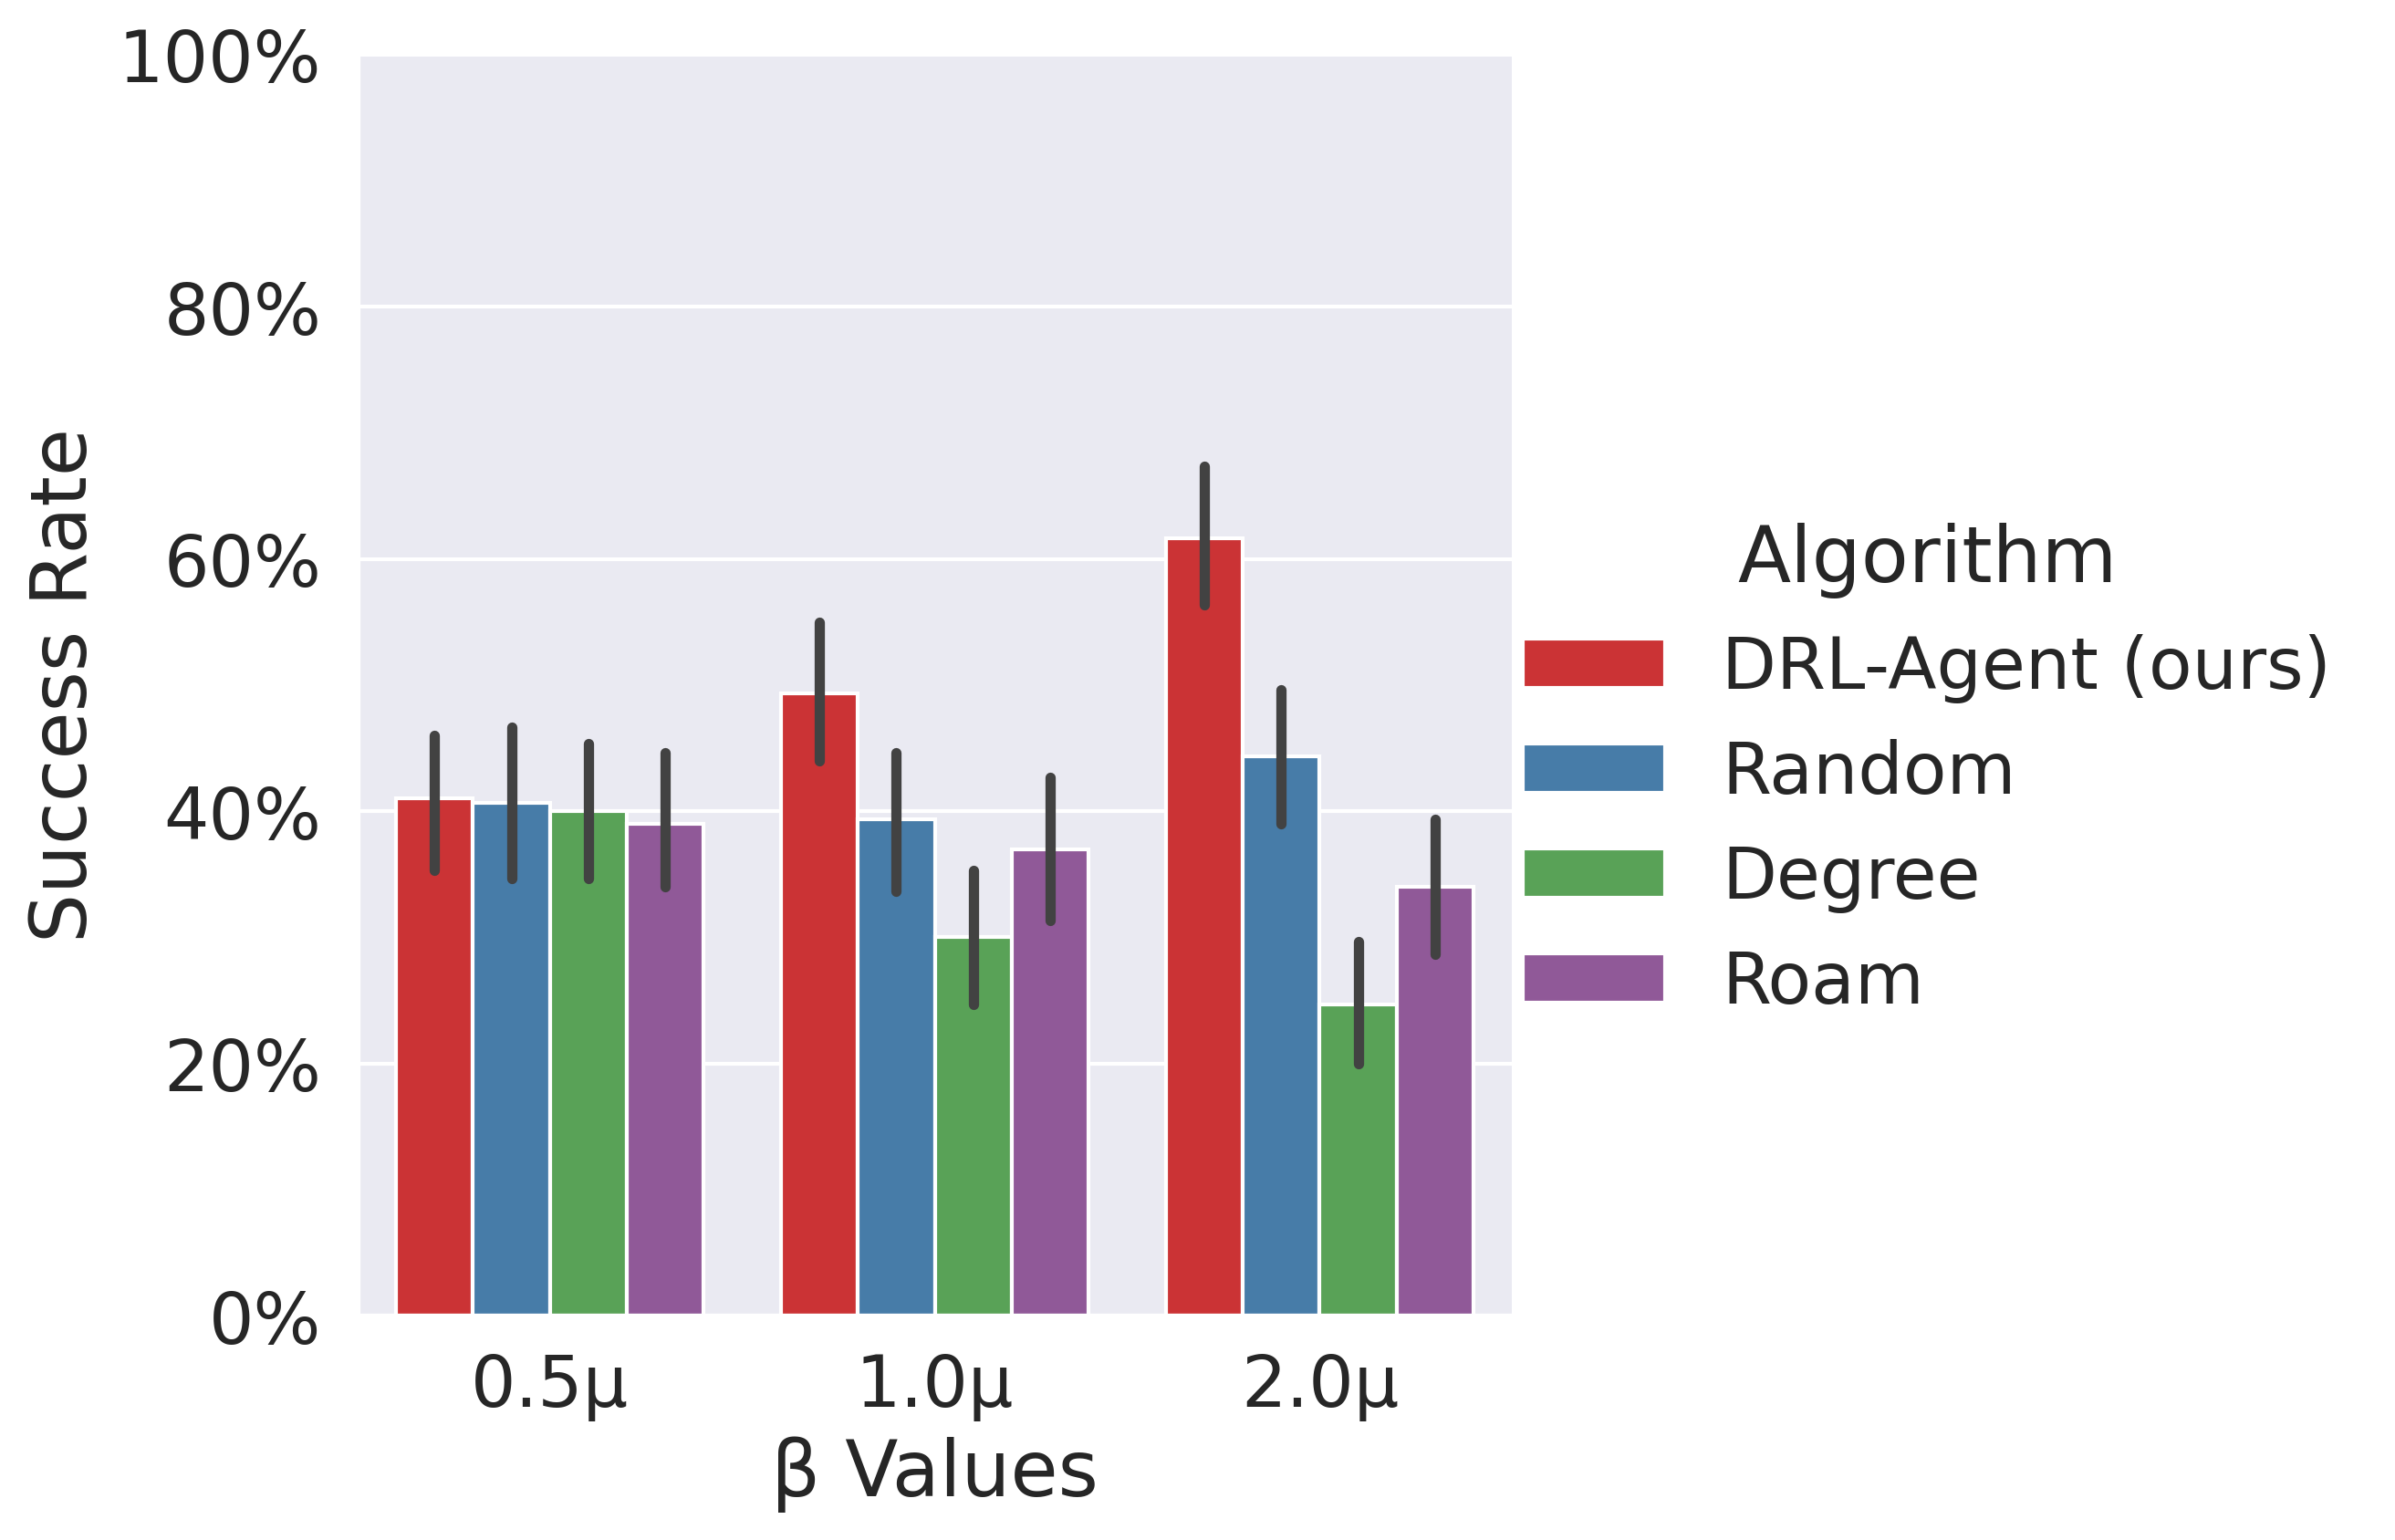 100%
80%
60%
40%
20%
0%
Success Rate
0.5μ 1.0μ 2.0μ
β Values
Algorithm
DRL-Agent (ours)
Random
Degree
Roam